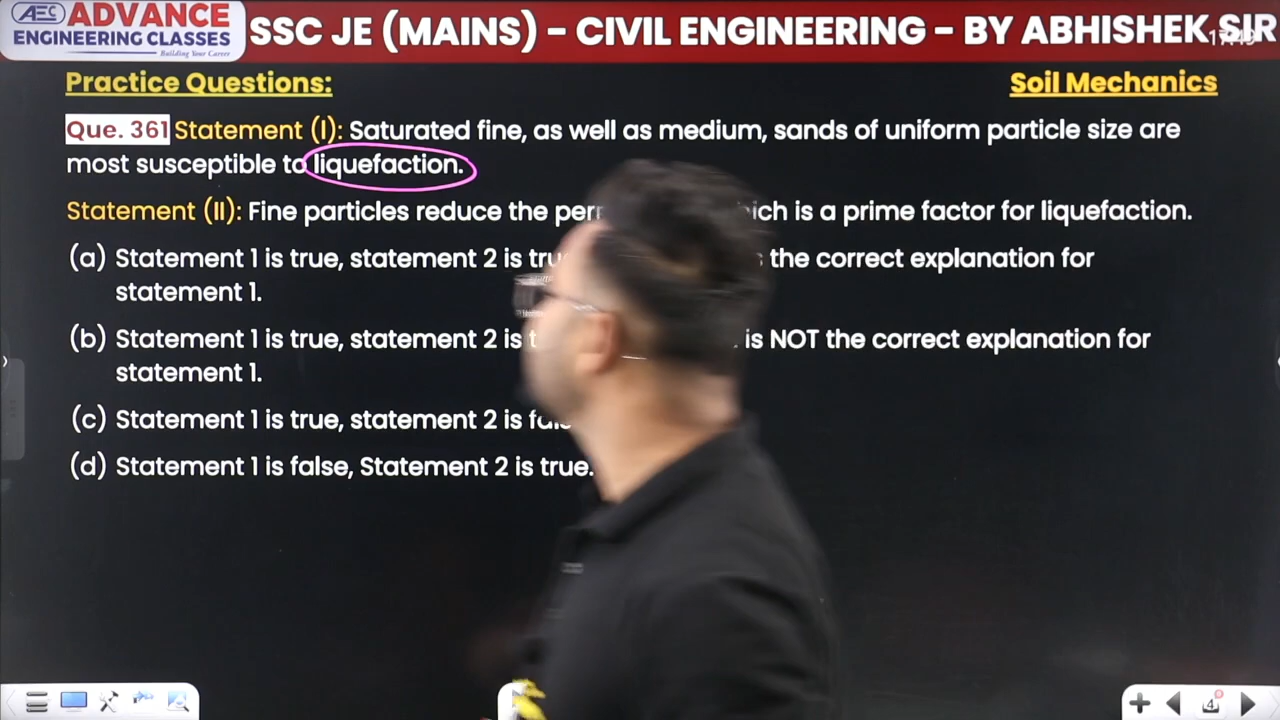 AEC ADVANCE
ENGINEERING CLASSES
Building Your Career
SSC JE (MAINS) - CIVIL ENGINEERING - BY ABHISHEK SIR
Practice Questions:
Soil Mechanics
Que. 361 Statement (I): Saturated fine, as well as medium, sands of uniform particle size are
most susceptible to liquefaction.
Statement (II): Fine particles reduce the is a prime factor for liquefaction.
(a) Statement 1 is true, statement 2 is the correct explanation for
statement 1.
(b) Statement 1 is true, statement 2 is is NOT the correct explanation for
statement 1.
(c) Statement 1 is true, statement 2 is
(d) Statement 1 is false, Statement 2 is true.
4